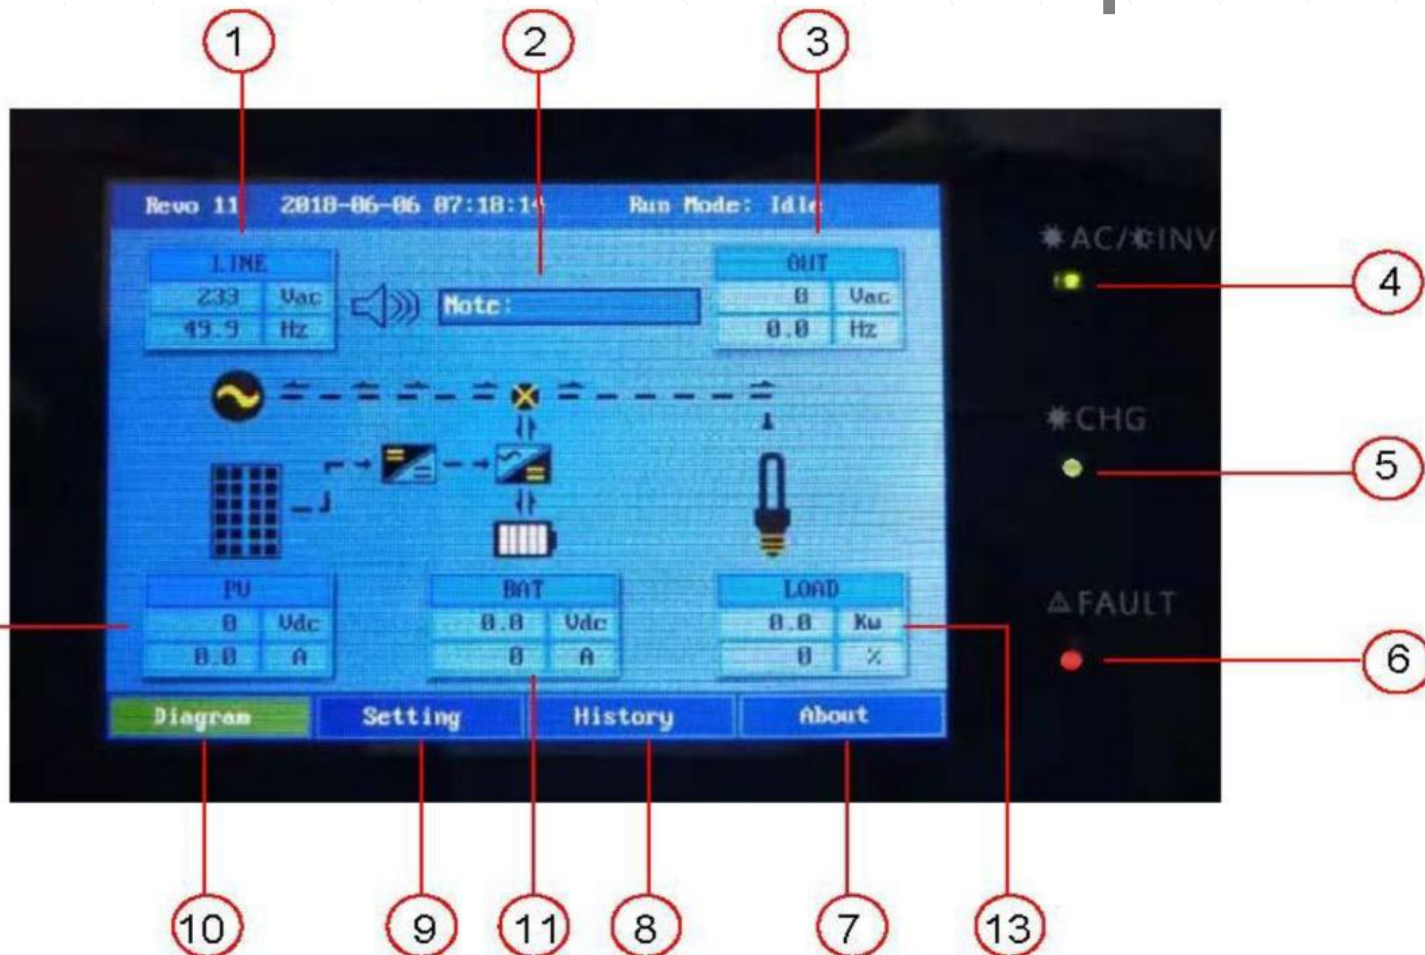 1
2
3
Revo 11 2018-06-06 07:18:14 Run Mode: Idle
LINE
233 Vac
49.9 Hz
Note:
OUT
0 Vac
0.0 Hz
AC/INV
4
CHG
5
PV
0 Vdc
0.0 A
BAT
0.0 Vdc
0 A
LOAD
0.0 Kw
0 %
FAULT
6
Diagram Setting History About
10
9
11
8
7
13